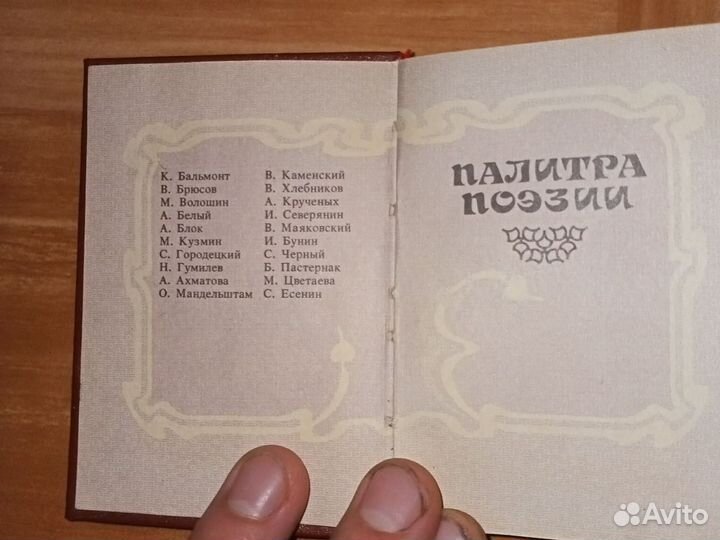 К. Бальмонт
В. Брюсов
М. Волошин
А. Белый
А. Блок
М. Кузмин
С. Городецкий
Н. Гумилев
А. Ахматова
О. Мандельштам
В. Каменский
В. Хлебников
А. Крученых
И. Северянин
В. Маяковский
И. Бунин
С. Черный
Б. Пастернак
М. Цветаева
С. Есенин
ПАЛИТРА
ПОЭЗИИ
Avito